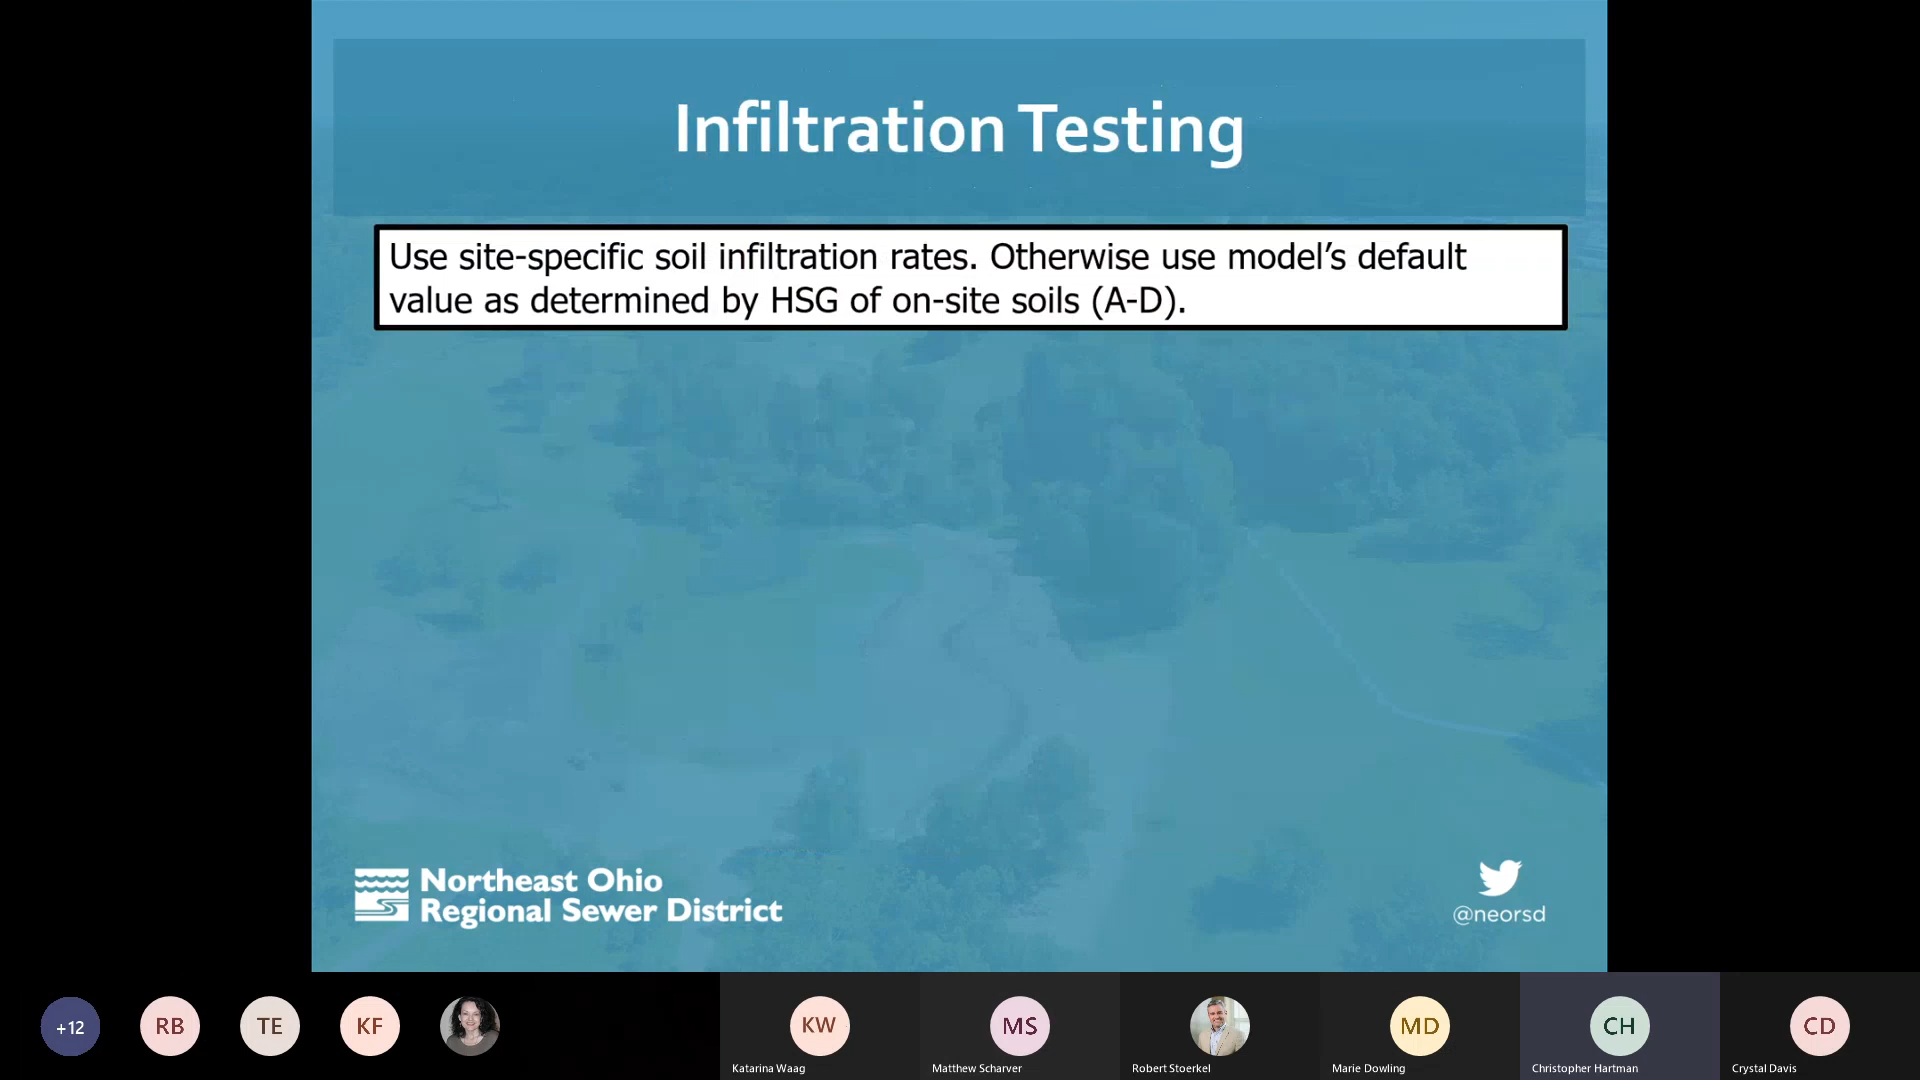 Infiltration Testing
Use site-specific soil infiltration rates. Otherwise use model’s default
value as determined by HSG of on-site soils (A-D).
Northeast Ohio
Regional Sewer District
@neorsd
+12
RB
TE
KF
KW
MS
MD
CH
CD
Katarina Waag
Matthew Scharver
Robert Stoerkel
Marie Dowling
Christopher Hartman
Crystal Davis